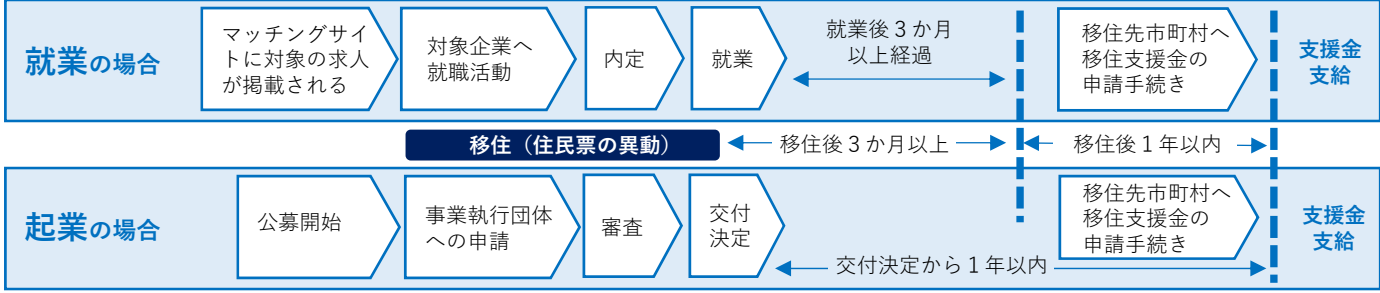 就業の場合
マッチングサイ
トに対象の求人
が掲載される
対象企業へ
就職活動
内定
就業
就業後３か月
以上経過
移住先市町村へ
移住支援金の
申請手続き
支援金
支給
移住（住民票の異動）
移住後３か月以上
移住後１年以内
起業の場合
公募開始
事業執行団体
への申請
審査
交付
決定
移住先市町村へ
移住支援金の
申請手続き
交付決定から１年以内
支援金
支給